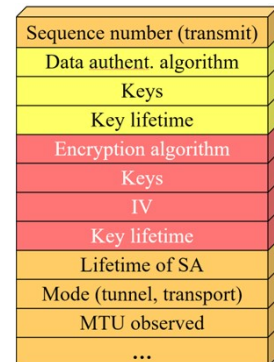 Sequence number (transmit)
Data authent. algorithm
Keys
Key lifetime
Encryption algorithm
Keys
IV
Key lifetime
Lifetime of SA
Mode (tunnel, transport)
MTU observed
...